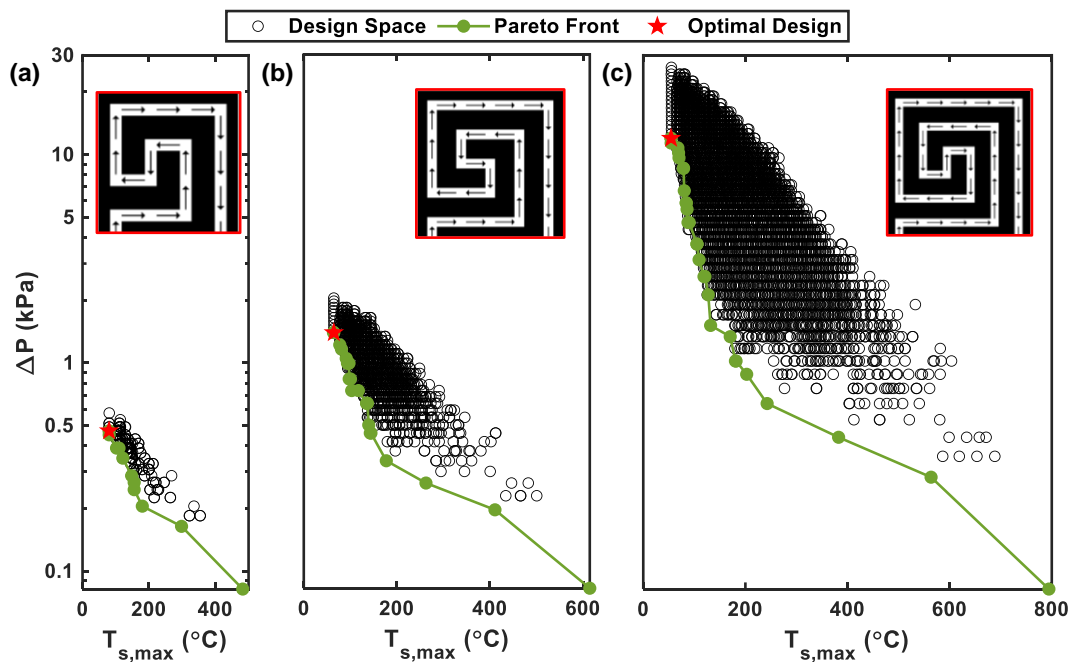 Design Space Pareto Front Optimal Design
(a) (b) (c)
30
10
5
1
0.5
0.1
ΔP (kPa)
0 200 400
T_s,max (°C)
0 200 400 600
T_s,max (°C)
0 200 400 600 800
T_s,max (°C)